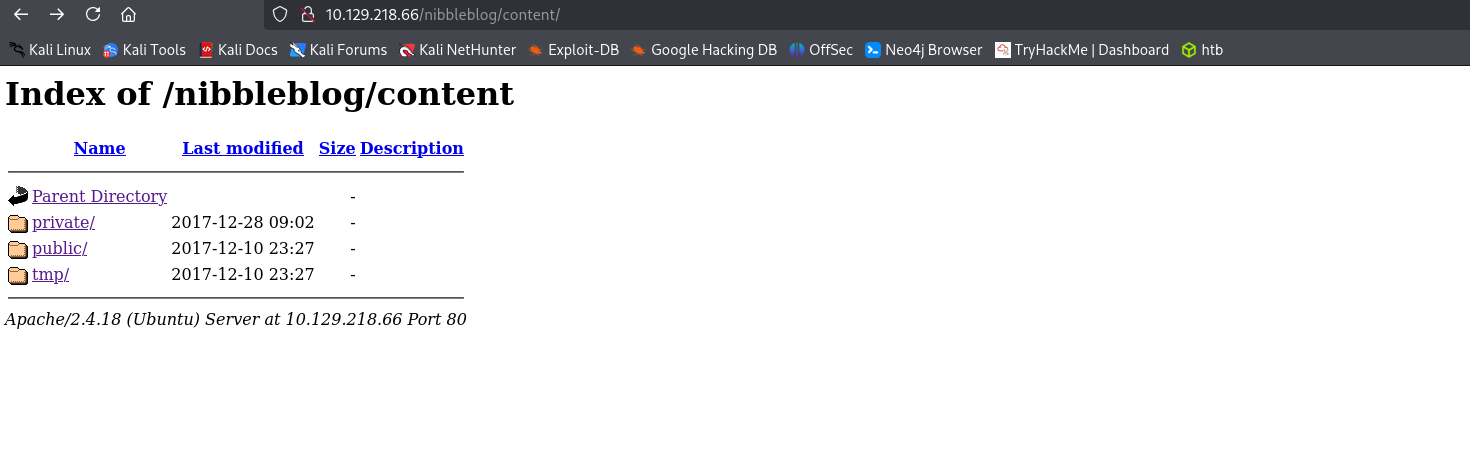 10.129.218.66/nibbleblog/content/
Kali Linux Kali Tools Kali Docs Kali Forums Kali NetHunter Exploit-DB Google Hacking DB OffSec Neo4j Browser TryHackMe | Dashboard htb
Index of /nibbleblog/content
Name Last modified Size Description
Parent Directory -
private/ 2017-12-28 09:02 -
public/ 2017-12-10 23:27 -
tmp/ 2017-12-10 23:27 -
Apache/2.4.18 (Ubuntu) Server at 10.129.218.66 Port 80